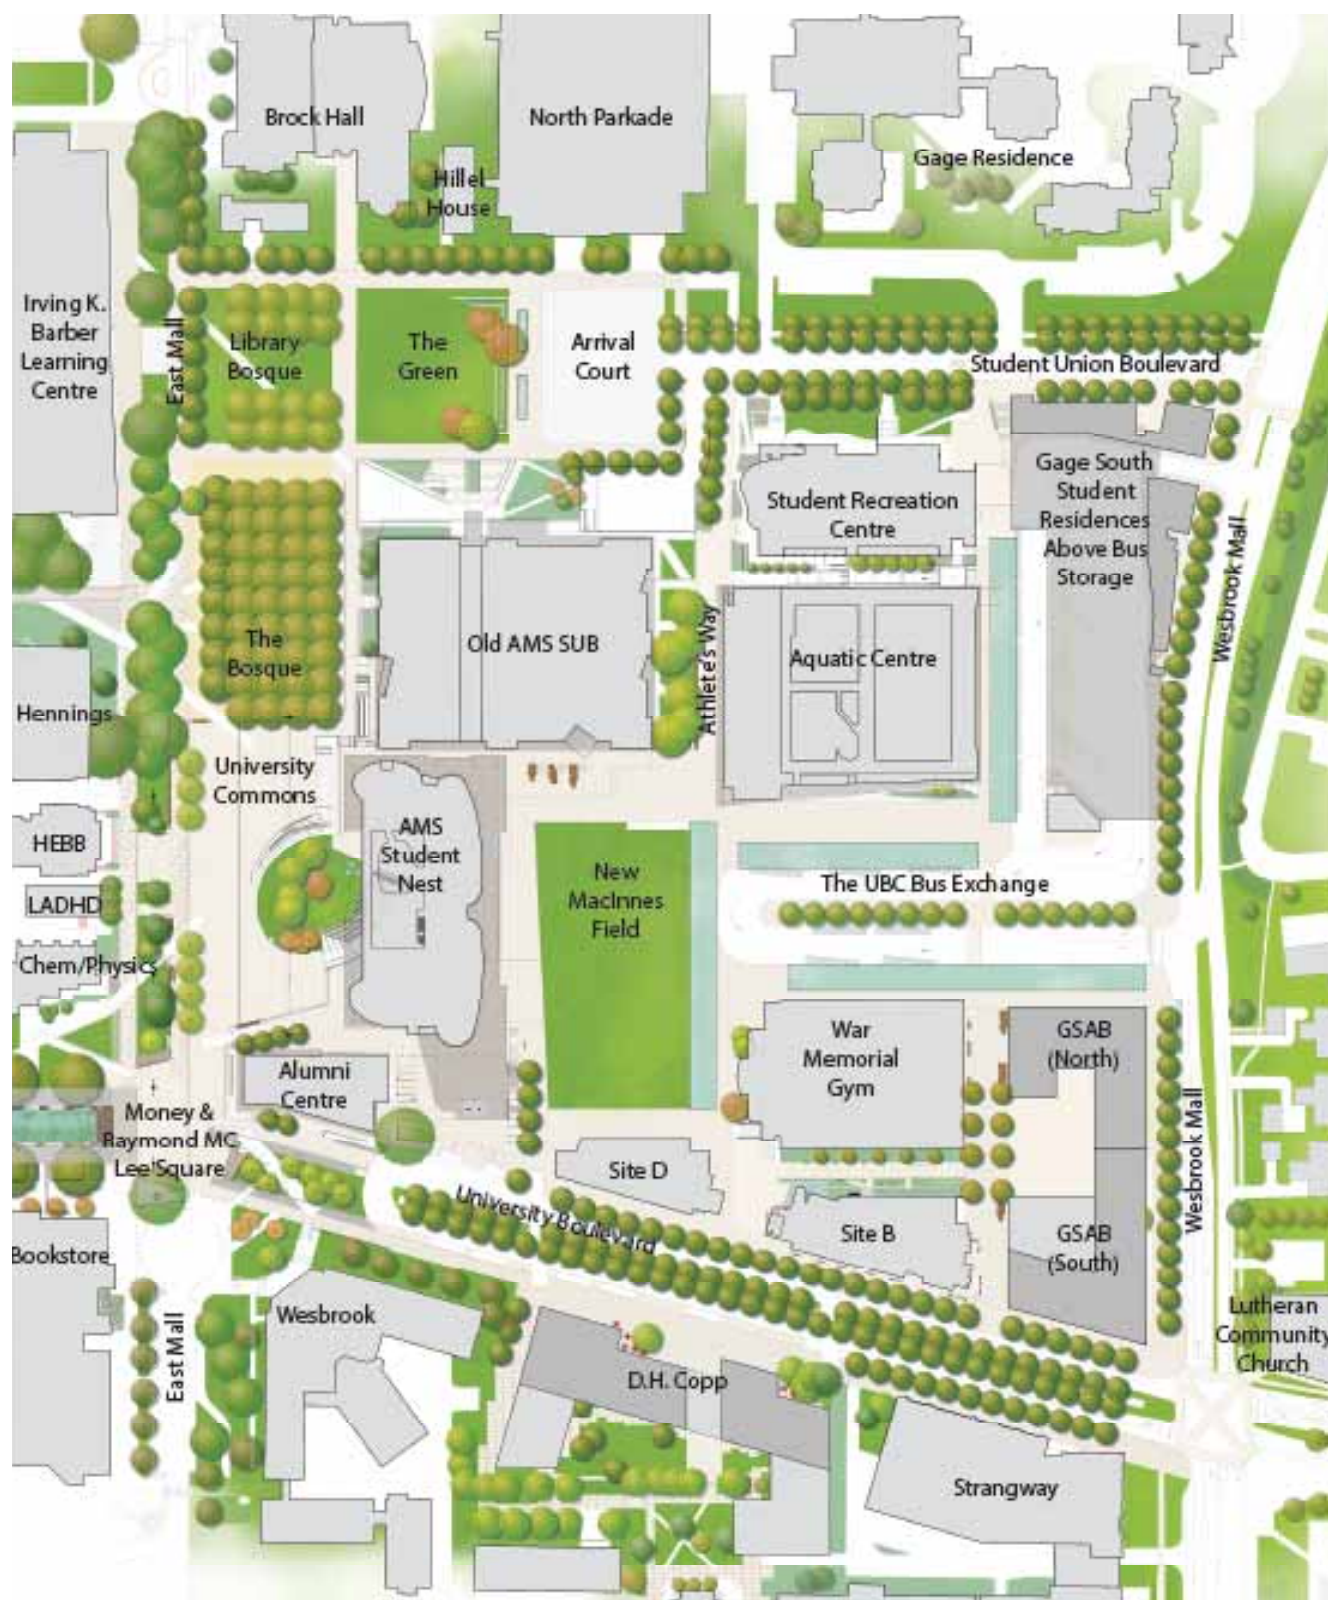 Brock Hall
North Parkade
Gage Residence
Hillel
House
Irving K.
Barber
Learning
Centre
East Mall
Library
Bosque
The
Green
Arrival
Court
Student Union Boulevard
Gage South
Student
Residences
Above Bus
Storage
Student Recreation
Centre
Wesbrook Mall
The
Bosque
Old AMS SUB
Athlete's Way
Aquatic Centre
Hennings
University
Commons
HEBB
AMS
Student
Nest
New
MacInnes
Field
The UBC Bus Exchange
LADHD
Chem/Physics
War
Memorial
Gym
GSAB
(North)
Alumni
Centre
Money &
Raymond MC
Lee Square
Site D
Wesbrook Mall
University Boulevard
Site B
GSAB
(South)
Bookstore
Wesbrook
East Mall
Lutheran
Community
Church
D.H. Copp
Strangway